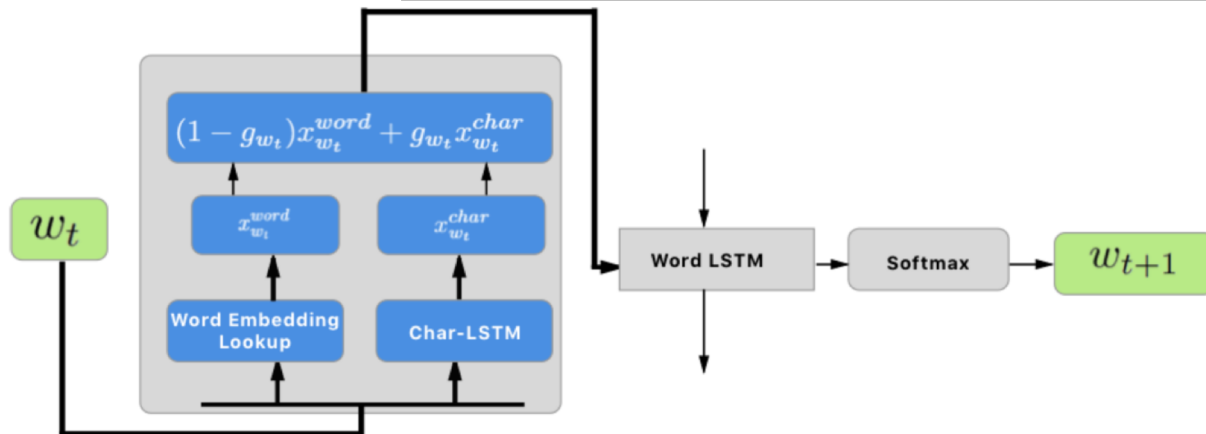 (1 − g_{w_t})x_{w_t}^{word} + g_{w_t}x_{w_t}^{char}
w_t
x_{w_t}^{word}
x_{w_t}^{char}
Word Embedding
Lookup
Char-LSTM
Word LSTM
Softmax
w_{t+1}